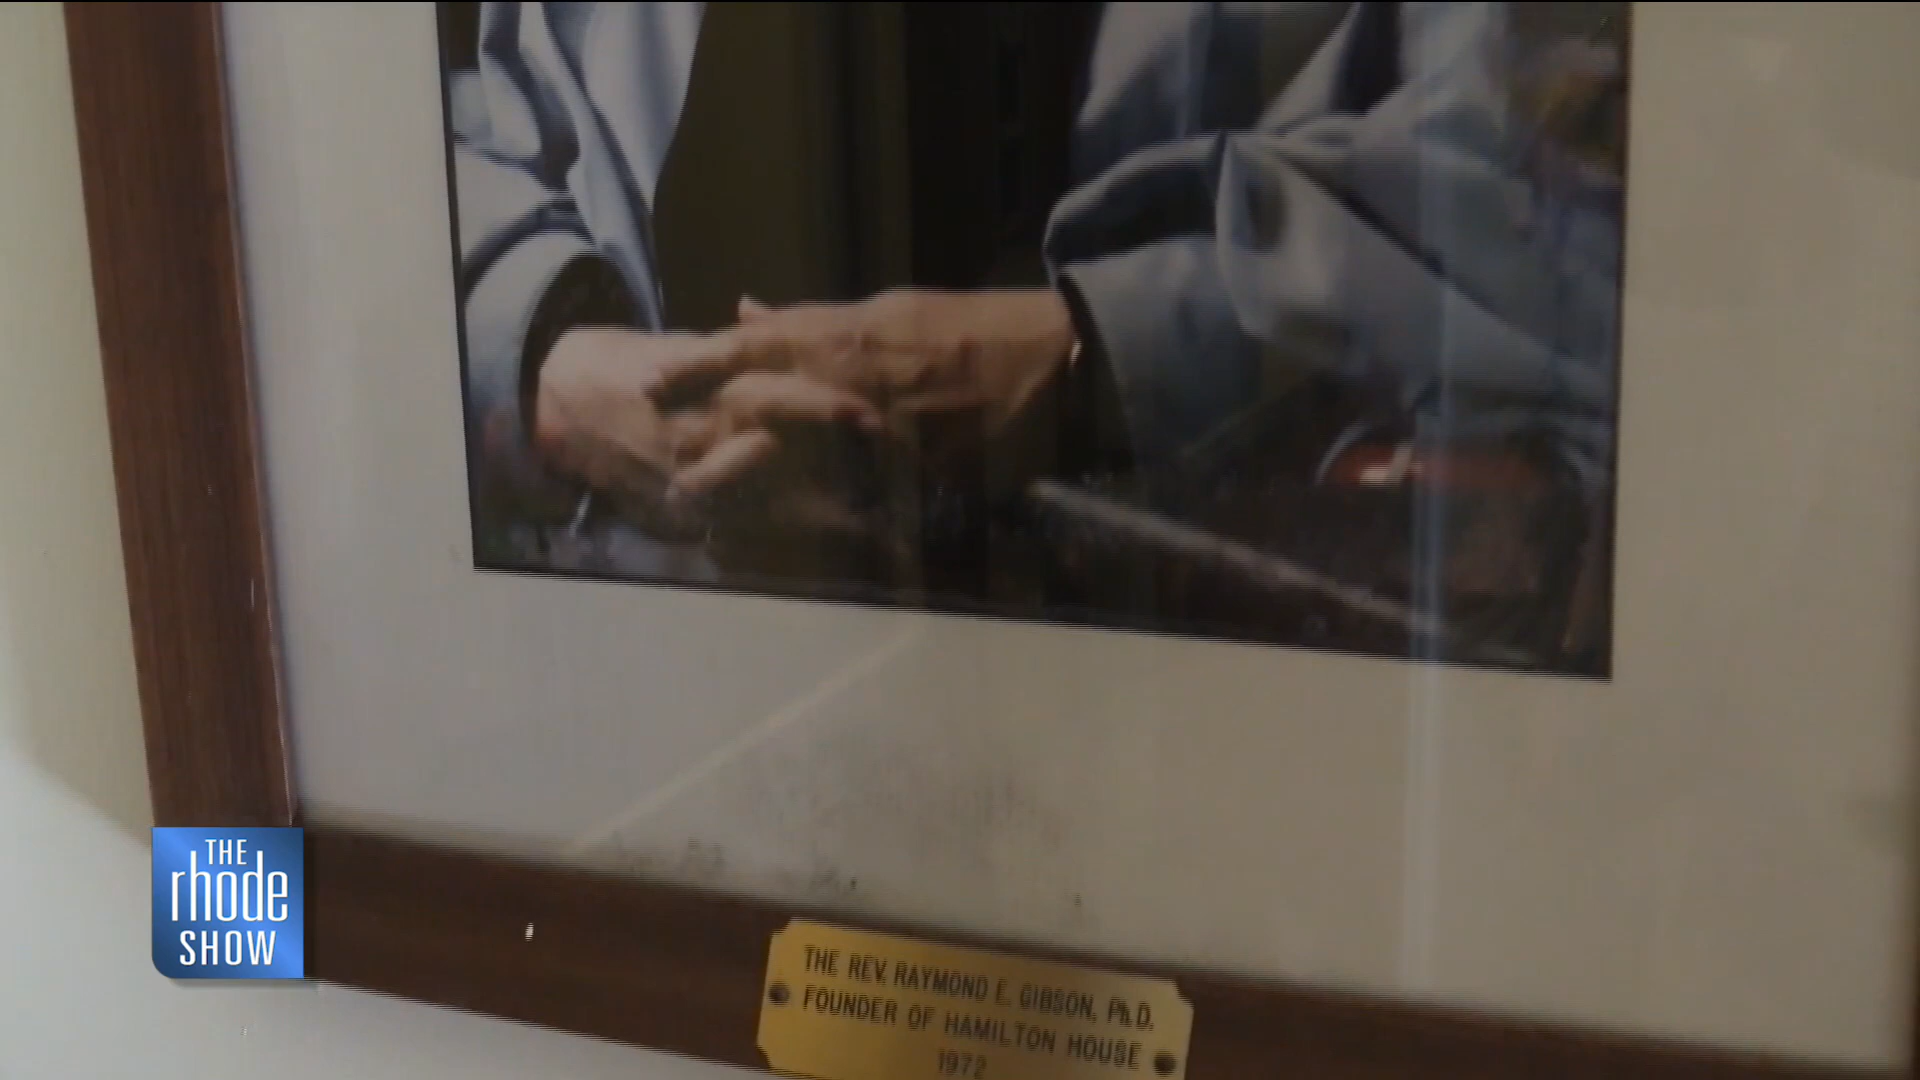 THE
rhode
SHOW
THE REV. RAYMOND E. GIBSON, Ph.D.
FOUNDER OF HAMILTON HOUSE
1972